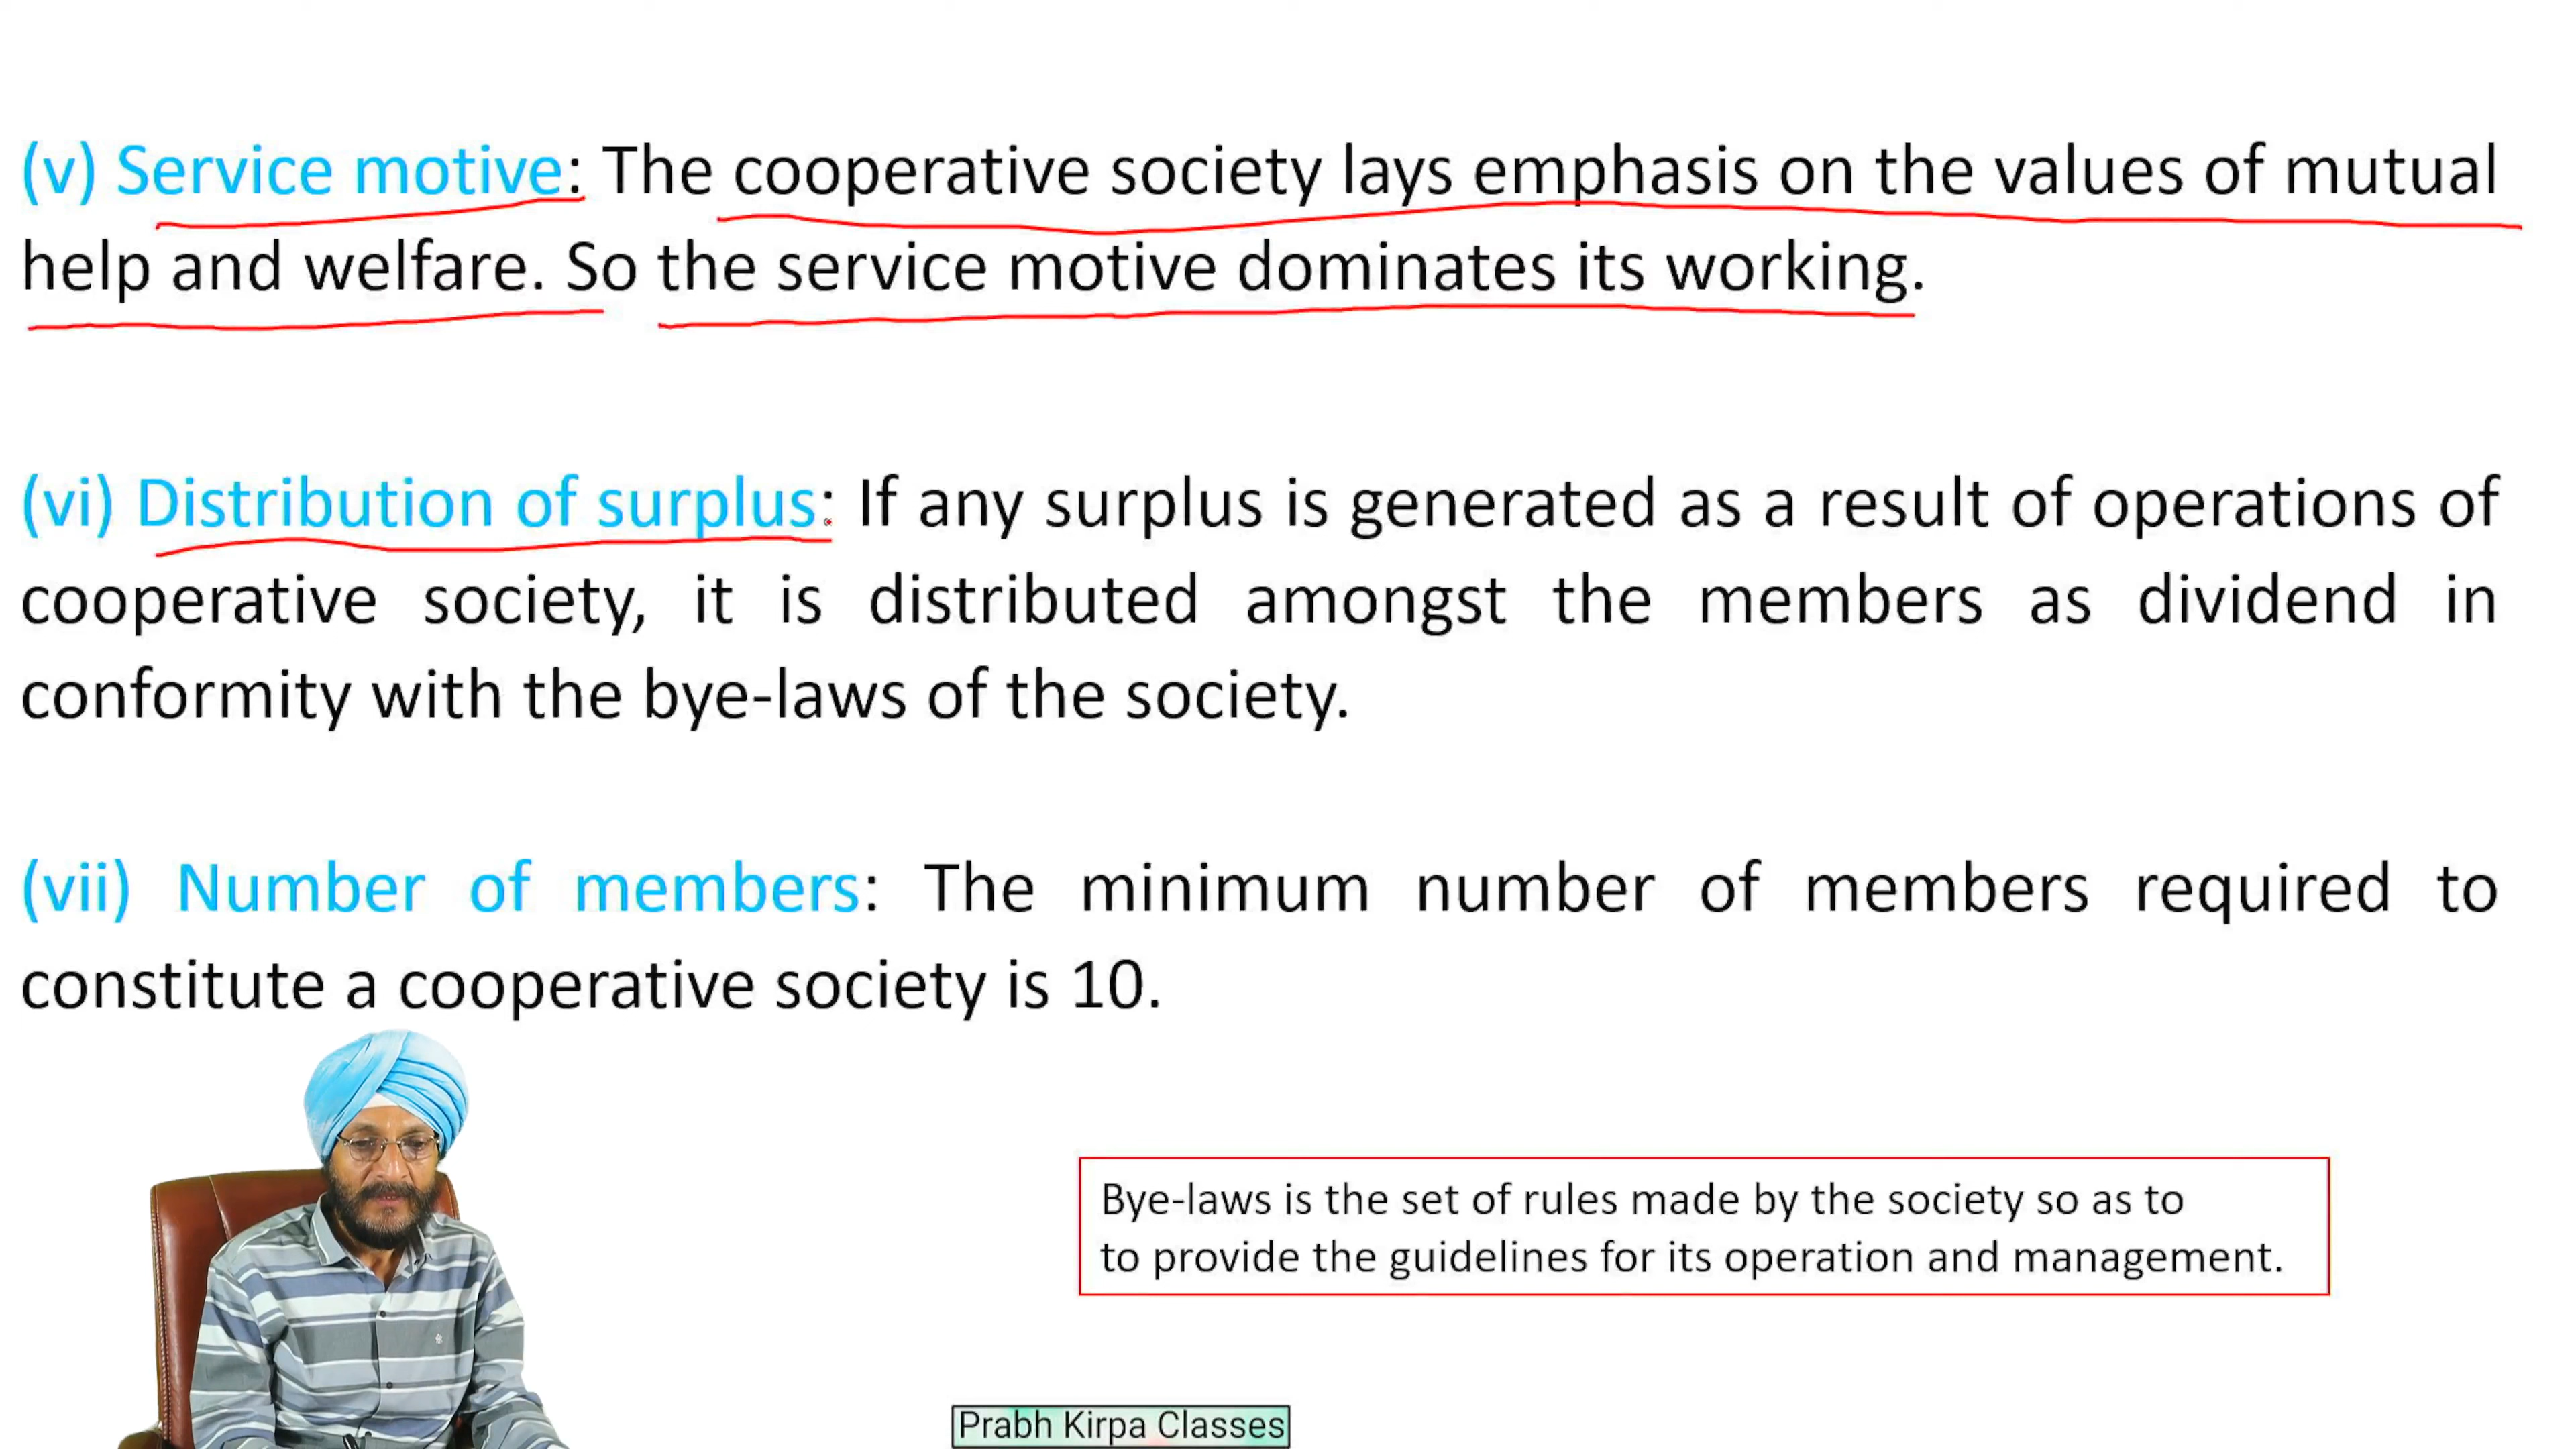 (v) Service motive: The cooperative society lays emphasis on the values of mutual
help and welfare. So the service motive dominates its working.
(vi) Distribution of surplus: If any surplus is generated as a result of operations of
cooperative society, it is distributed amongst the members as dividend in
conformity with the bye-laws of the society.
(vii) Number of members: The minimum number of members required to
constitute a cooperative society is 10.
Bye-laws is the set of rules made by the society so as to
to provide the guidelines for its operation and management.
Prabh Kirpa Classes